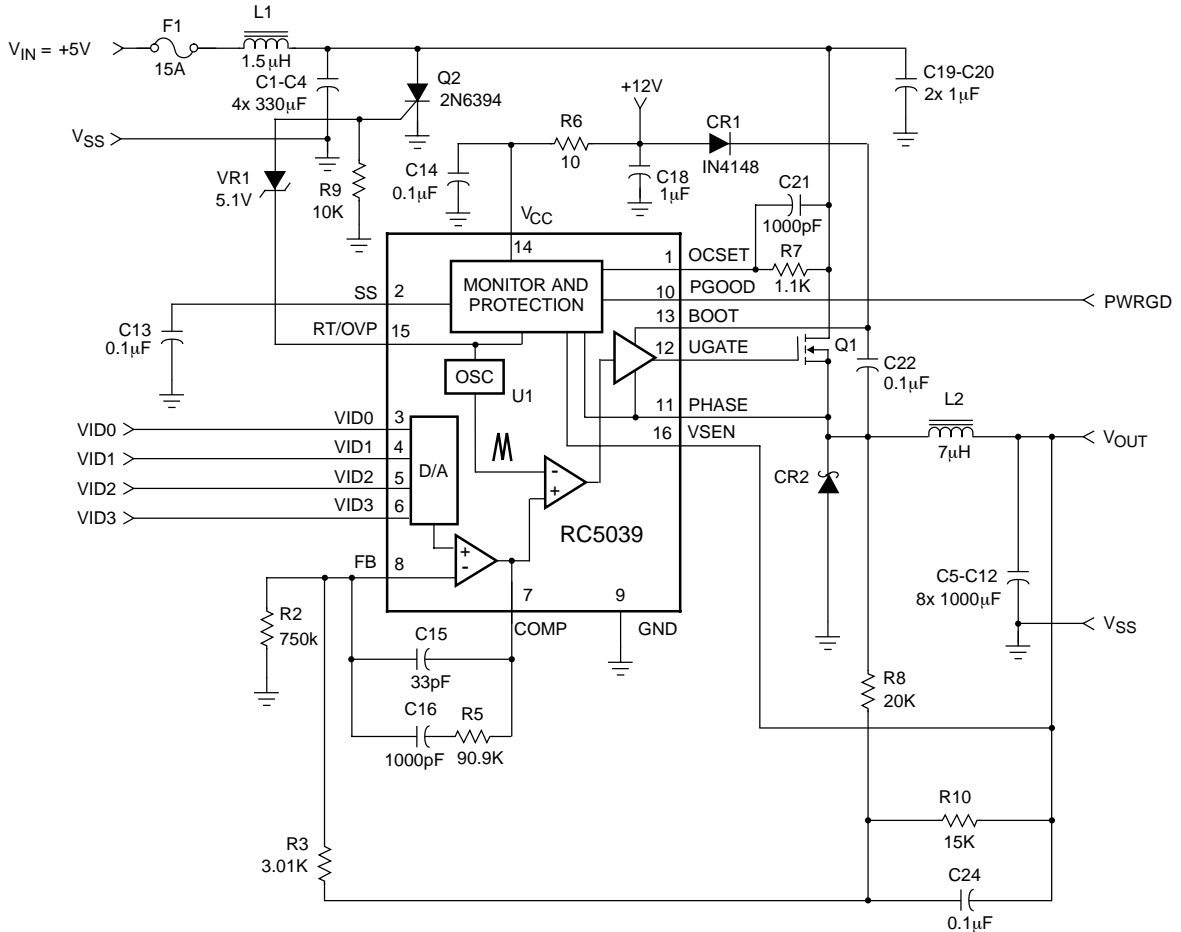 L1
F1
V_IN = +5V
15A
1.5µH
C1-C4
4x 330µF
Q2
2N6394
C19-C20
2x 1µF
+12V
R6
10
CR1
IN4148
V_SS
C14
0.1µF
C18
1µF
VR1
5.1V
R9
10K
C21
1000pF
V_CC
14
R7
1.1K
1 OCSET
MONITOR AND
PROTECTION
SS 2
10 PGOOD
PWRGD
13 BOOT
RT/OVP 15
C13
0.1µF
12 UGATE
Q1
C22
0.1µF
OSC
U1
11 PHASE
L2
7µH
16 VSEN
V_OUT
VID0 VID0 3
VID1 VID1 4
VID2 VID2 5
VID3 VID3 6
D/A
-
+
CR2
RC5039
+
-
FB 8
7
COMP
9
GND
C5-C12
8x 1000µF
V_SS
R2
750k
C15
33pF
C16
1000pF
R5
90.9K
R8
20K
R10
15K
R3
3.01K
C24
0.1µF